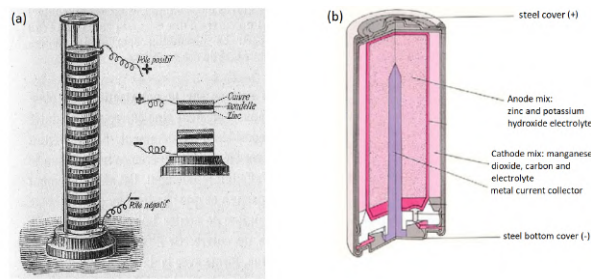 (a)
Pôle positif
+
+
Cuivre
Rondelle
Zinc
-
-
Pôle négatif
(b)
steel cover (+)
Anode mix:
zinc and potassium
hydroxide electrolyte
Cathode mix: manganese
dioxide, carbon and
electrolyte
metal current collector
steel bottom cover (-)